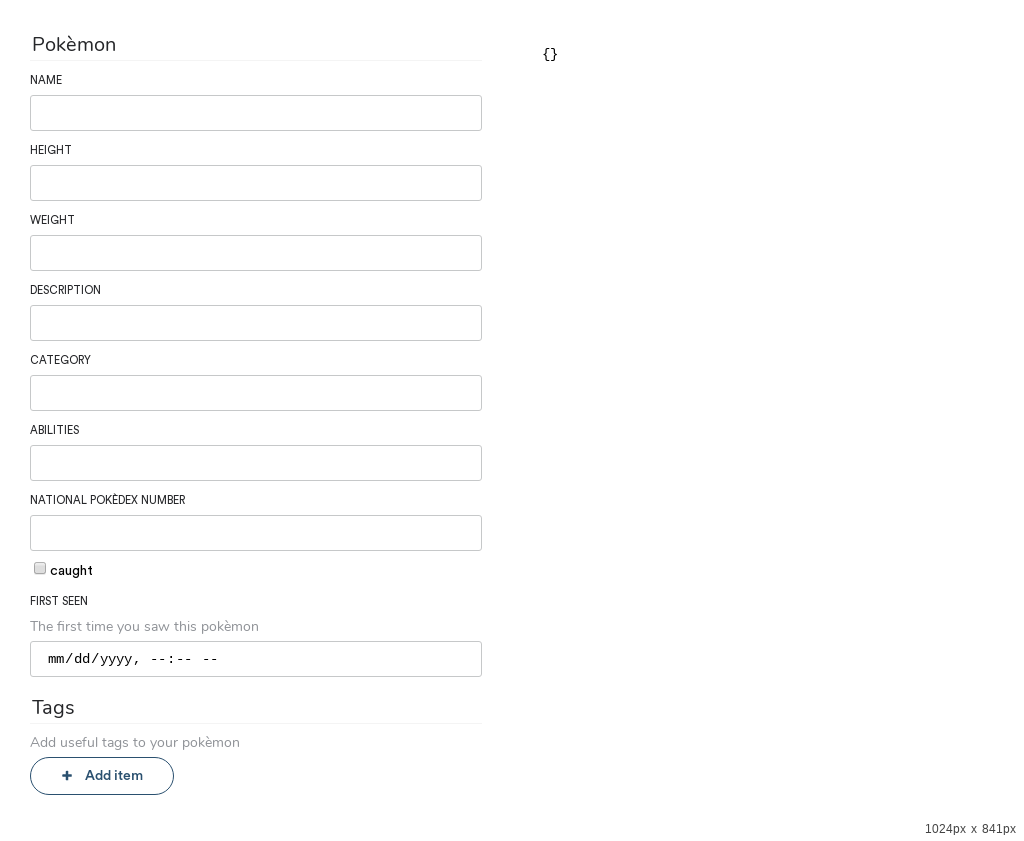 Pokèmon
{}
NAME
HEIGHT
WEIGHT
DESCRIPTION
CATEGORY
ABILITIES
NATIONAL POKÈDEX NUMBER
caught
FIRST SEEN
The first time you saw this pokèmon
mm/dd/yyyy, --:-- --
Tags
Add useful tags to your pokèmon
+ Add item
1024px x 841px